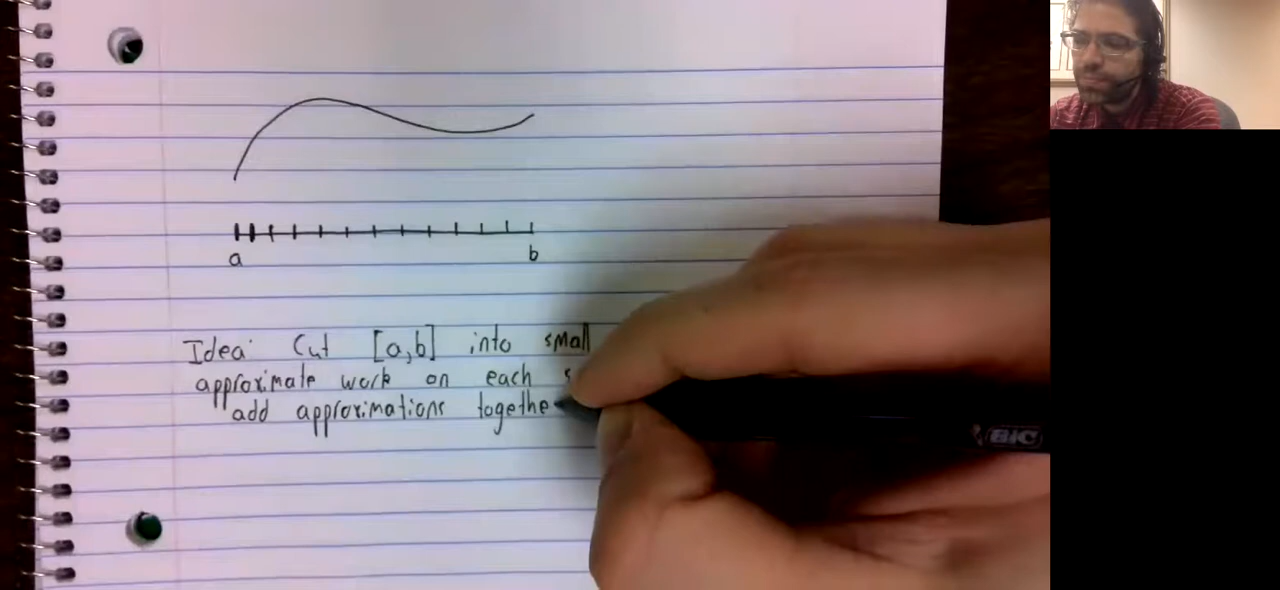 a b
Idea: Cut [a,b] into small
approximate work on each
add approximations togethe
BIC